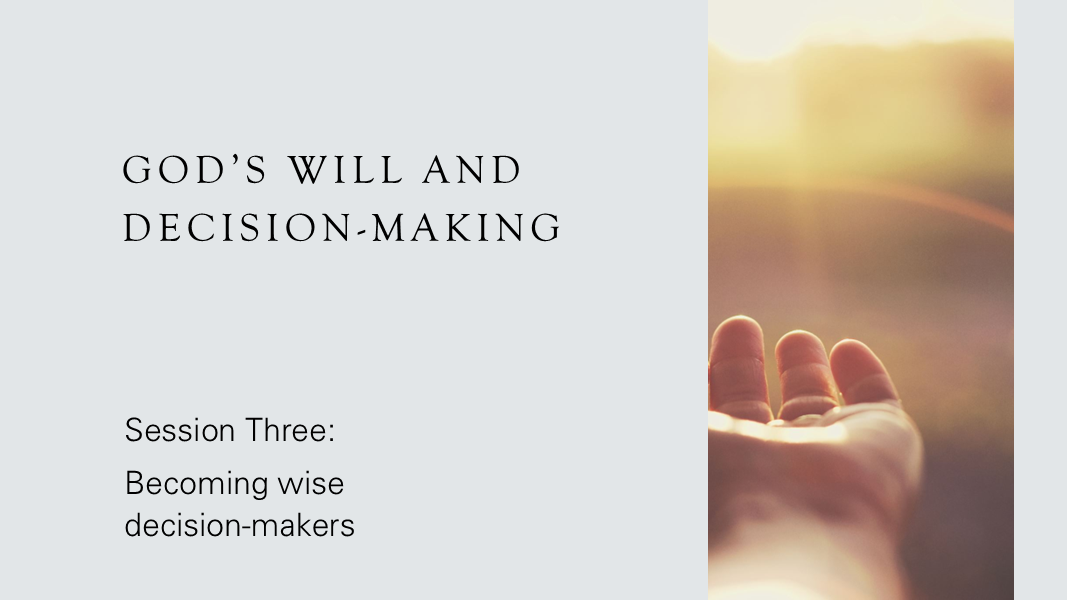 GOD’S WILL AND
DECISION-MAKING
Session Three:
Becoming wise
decision-makers